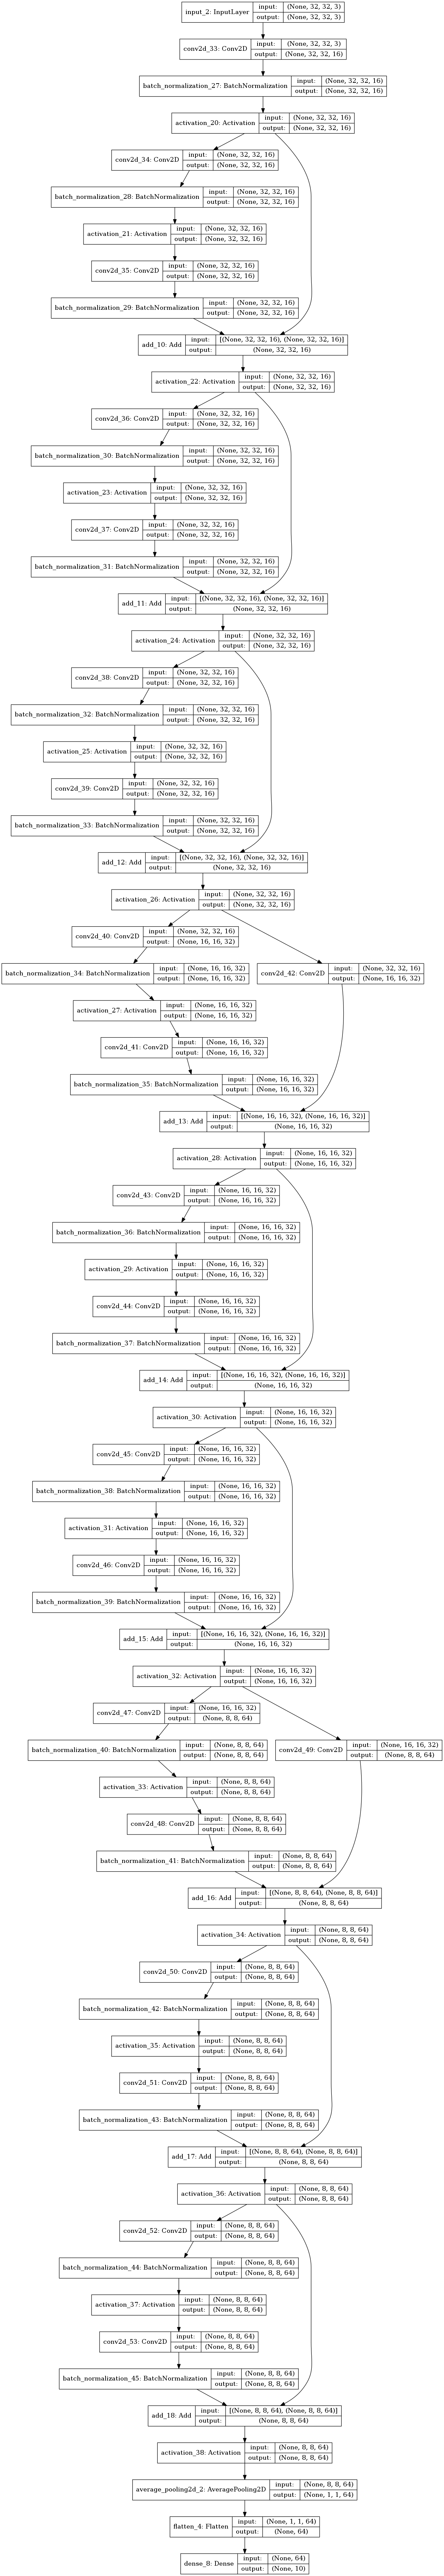 input_2: InputLayer input: (None, 32, 32, 3)
output: (None, 32, 32, 3)
conv2d_33: Conv2D input: (None, 32, 32, 3)
output: (None, 32, 32, 16)
batch_normalization_27: BatchNormalization input: (None, 32, 32, 16)
output: (None, 32, 32, 16)
activation_20: Activation input: (None, 32, 32, 16)
output: (None, 32, 32, 16)
conv2d_34: Conv2D input: (None, 32, 32, 16)
output: (None, 32, 32, 16)
batch_normalization_28: BatchNormalization input: (None, 32, 32, 16)
output: (None, 32, 32, 16)
activation_21: Activation input: (None, 32, 32, 16)
output: (None, 32, 32, 16)
conv2d_35: Conv2D input: (None, 32, 32, 16)
output: (None, 32, 32, 16)
batch_normalization_29: BatchNormalization input: (None, 32, 32, 16)
output: (None, 32, 32, 16)
add_10: Add input: [(None, 32, 32, 16), (None, 32, 32, 16)]
output: (None, 32, 32, 16)
activation_22: Activation input: (None, 32, 32, 16)
output: (None, 32, 32, 16)
conv2d_36: Conv2D input: (None, 32, 32, 16)
output: (None, 32, 32, 16)
batch_normalization_30: BatchNormalization input: (None, 32, 32, 16)
output: (None, 32, 32, 16)
activation_23: Activation input: (None, 32, 32, 16)
output: (None, 32, 32, 16)
conv2d_37: Conv2D input: (None, 32, 32, 16)
output: (None, 32, 32, 16)
batch_normalization_31: BatchNormalization input: (None, 32, 32, 16)
output: (None, 32, 32, 16)
add_11: Add input: [(None, 32, 32, 16), (None, 32, 32, 16)]
output: (None, 32, 32, 16)
activation_24: Activation input: (None, 32, 32, 16)
output: (None, 32, 32, 16)
conv2d_38: Conv2D input: (None, 32, 32, 16)
output: (None, 32, 32, 16)
batch_normalization_32: BatchNormalization input: (None, 32, 32, 16)
output: (None, 32, 32, 16)
activation_25: Activation input: (None, 32, 32, 16)
output: (None, 32, 32, 16)
conv2d_39: Conv2D input: (None, 32, 32, 16)
output: (None, 32, 32, 16)
batch_normalization_33: BatchNormalization input: (None, 32, 32, 16)
output: (None, 32, 32, 16)
add_12: Add input: [(None, 32, 32, 16), (None, 32, 32, 16)]
output: (None, 32, 32, 16)
activation_26: Activation input: (None, 32, 32, 16)
output: (None, 32, 32, 16)
conv2d_40: Conv2D input: (None, 32, 32, 16)
output: (None, 16, 16, 32)
batch_normalization_34: BatchNormalization input: (None, 16, 16, 32)
output: (None, 16, 16, 32)
conv2d_42: Conv2D input: (None, 32, 32, 16)
output: (None, 16, 16, 32)
activation_27: Activation input: (None, 16, 16, 32)
output: (None, 16, 16, 32)
conv2d_41: Conv2D input: (None, 16, 16, 32)
output: (None, 16, 16, 32)
batch_normalization_35: BatchNormalization input: (None, 16, 16, 32)
output: (None, 16, 16, 32)
add_13: Add input: [(None, 16, 16, 32), (None, 16, 16, 32)]
output: (None, 16, 16, 32)
activation_28: Activation input: (None, 16, 16, 32)
output: (None, 16, 16, 32)
conv2d_43: Conv2D input: (None, 16, 16, 32)
output: (None, 16, 16, 32)
batch_normalization_36: BatchNormalization input: (None, 16, 16, 32)
output: (None, 16, 16, 32)
activation_29: Activation input: (None, 16, 16, 32)
output: (None, 16, 16, 32)
conv2d_44: Conv2D input: (None, 16, 16, 32)
output: (None, 16, 16, 32)
batch_normalization_37: BatchNormalization input: (None, 16, 16, 32)
output: (None, 16, 16, 32)
add_14: Add input: [(None, 16, 16, 32), (None, 16, 16, 32)]
output: (None, 16, 16, 32)
activation_30: Activation input: (None, 16, 16, 32)
output: (None, 16, 16, 32)
conv2d_45: Conv2D input: (None, 16, 16, 32)
output: (None, 16, 16, 32)
batch_normalization_38: BatchNormalization input: (None, 16, 16, 32)
output: (None, 16, 16, 32)
activation_31: Activation input: (None, 16, 16, 32)
output: (None, 16, 16, 32)
conv2d_46: Conv2D input: (None, 16, 16, 32)
output: (None, 16, 16, 32)
batch_normalization_39: BatchNormalization input: (None, 16, 16, 32)
output: (None, 16, 16, 32)
add_15: Add input: [(None, 16, 16, 32), (None, 16, 16, 32)]
output: (None, 16, 16, 32)
activation_32: Activation input: (None, 16, 16, 32)
output: (None, 16, 16, 32)
conv2d_47: Conv2D input: (None, 16, 16, 32)
output: (None, 8, 8, 64)
batch_normalization_40: BatchNormalization input: (None, 8, 8, 64)
output: (None, 8, 8, 64)
conv2d_49: Conv2D input: (None, 16, 16, 32)
output: (None, 8, 8, 64)
activation_33: Activation input: (None, 8, 8, 64)
output: (None, 8, 8, 64)
conv2d_48: Conv2D input: (None, 8, 8, 64)
output: (None, 8, 8, 64)
batch_normalization_41: BatchNormalization input: (None, 8, 8, 64)
output: (None, 8, 8, 64)
add_16: Add input: [(None, 8, 8, 64), (None, 8, 8, 64)]
output: (None, 8, 8, 64)
activation_34: Activation input: (None, 8, 8, 64)
output: (None, 8, 8, 64)
conv2d_50: Conv2D input: (None, 8, 8, 64)
output: (None, 8, 8, 64)
batch_normalization_42: BatchNormalization input: (None, 8, 8, 64)
output: (None, 8, 8, 64)
activation_35: Activation input: (None, 8, 8, 64)
output: (None, 8, 8, 64)
conv2d_51: Conv2D input: (None, 8, 8, 64)
output: (None, 8, 8, 64)
batch_normalization_43: BatchNormalization input: (None, 8, 8, 64)
output: (None, 8, 8, 64)
add_17: Add input: [(None, 8, 8, 64), (None, 8, 8, 64)]
output: (None, 8, 8, 64)
activation_36: Activation input: (None, 8, 8, 64)
output: (None, 8, 8, 64)
conv2d_52: Conv2D input: (None, 8, 8, 64)
output: (None, 8, 8, 64)
batch_normalization_44: BatchNormalization input: (None, 8, 8, 64)
output: (None, 8, 8, 64)
activation_37: Activation input: (None, 8, 8, 64)
output: (None, 8, 8, 64)
conv2d_53: Conv2D input: (None, 8, 8, 64)
output: (None, 8, 8, 64)
batch_normalization_45: BatchNormalization input: (None, 8, 8, 64)
output: (None, 8, 8, 64)
add_18: Add input: [(None, 8, 8, 64), (None, 8, 8, 64)]
output: (None, 8, 8, 64)
activation_38: Activation input: (None, 8, 8, 64)
output: (None, 8, 8, 64)
average_pooling2d_2: AveragePooling2D input: (None, 8, 8, 64)
output: (None, 1, 1, 64)
flatten_4: Flatten input: (None, 1, 1, 64)
output: (None, 64)
dense_8: Dense input: (None, 64)
output: (None, 10)